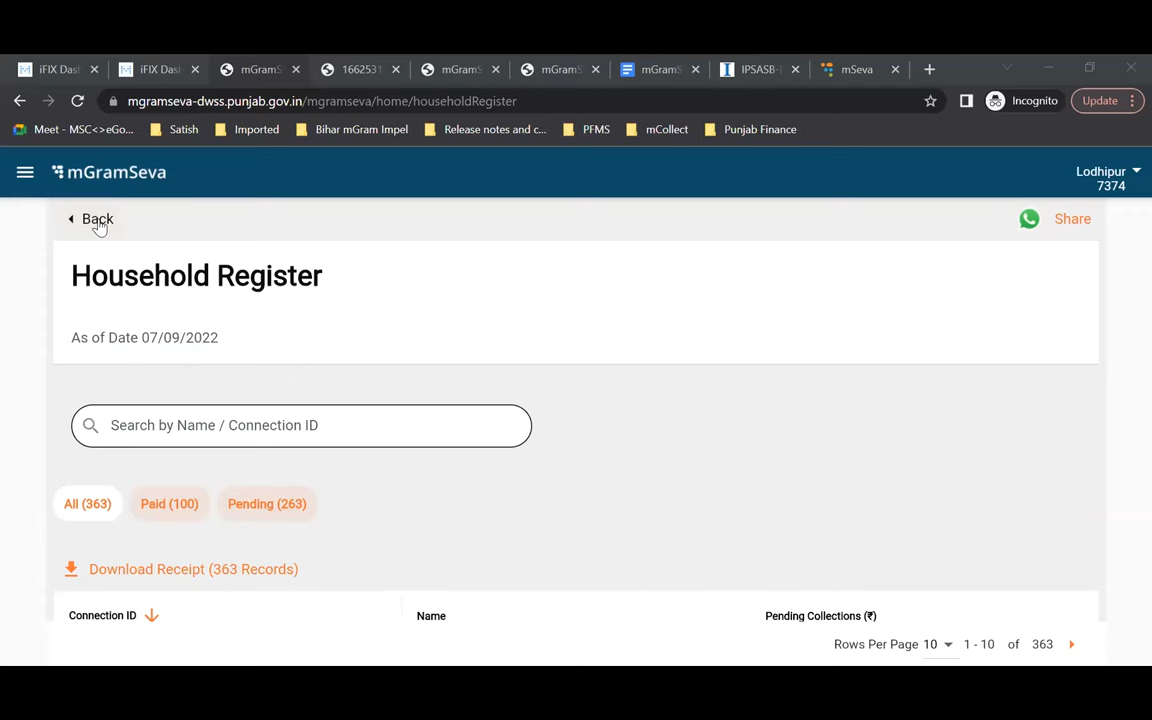 iFIX Das iFIX Das mGramS 1662531 mGramS mGramS mGramS IPSASB- mSeva
mgramseva-dwss.punjab.gov.in/mgramseva/home/householdRegister Incognito Update
Meet - MSC<>eGo... Satish Imported Bihar mGram Impel Release notes and c... PFMS mCollect Punjab Finance
mGramSeva Lodhipur
7374
Back Share
Household Register
As of Date 07/09/2022
Search by Name / Connection ID
All (363) Paid (100) Pending (263)
Download Receipt (363 Records)
Connection ID Name Pending Collections (₹)
Rows Per Page 10 1 - 10 of 363